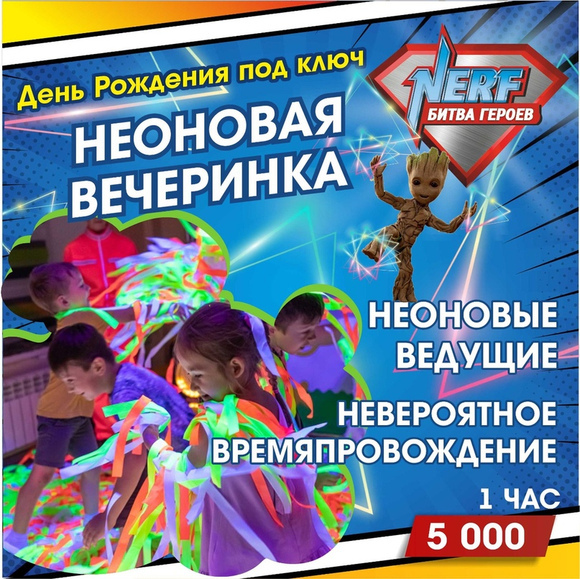 День Рождения под ключ
НЕОНОВАЯ
ВЕЧЕРИНКА
NERF
БИТВА ГЕРОЕВ
НЕОНОВЫЕ
ВЕДУЩИЕ
НЕВЕРОЯТНОЕ
ВРЕМЯПРОВОЖДЕНИЕ
1 ЧАС
5 000